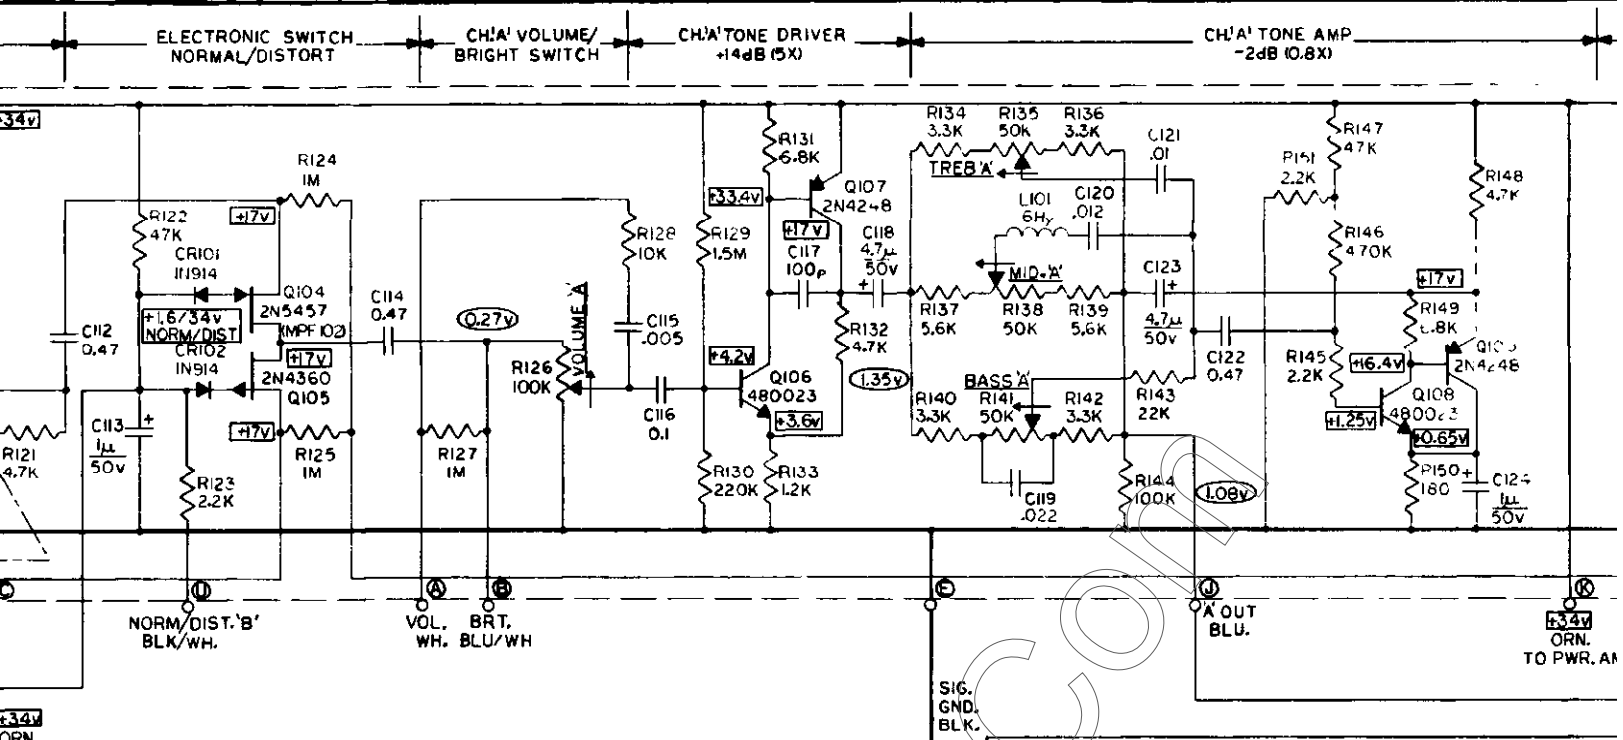 ELECTRONIC SWITCH
NORMAL/DISTORT
CH.'A' VOLUME/
BRIGHT SWITCH
CH.'A' TONE DRIVER
+14dB (5X)
CH.'A' TONE AMP
-2dB (0.8X)
+34V
R122
47K
CR101
IN914
+1.6/34V
NORM/DIST
CR102
IN914
C112
0.47
R121
4.7K
C113
1μ
50V
R123
2.2K
R124
1M
+17V
Q104
2N5457
(MPF102)
+17V
2N4360
Q105
+17V
R125
1M
C114
0.47
0.27V
R127
1M
R126
100K
VOLUME 'A'
R128
10K
C115
.005
C116
0.1
R129
1.5M
R130
220K
R131
6.8K
+33.4V
Q107
2N4248
+17V
C117
100p
C118
4.7μ
50V
R132
4.7K
+4.2V
Q106
480023
+3.6V
R133
1.2K
1.35V
R134
3.3K
R135
50K
R136
3.3K
TREB 'A'
C121
.01
L101
6Hy
C120
.012
MID. 'A'
R137
5.6K
R138
50K
R139
5.6K
C123
4.7μ
50V
BASS 'A'
R140
3.3K
R141
50K
R142
3.3K
R143
22K
C119
.022
R144
100K
C122
0.47
1.08V
R151
2.2K
R147
47K
R146
470K
R145
2.2K
R148
4.7K
+17V
R149
6.8K
+16.4V
2N4248
Q108
+1.25V
+0.65V
R150
180
C124
1μ
50V
C
U
A
B
E
J
K
NORM/DIST. 'B'
BLK/WH.
VOL.
WH.
BRT.
BLU/WH
'A' OUT
BLU.
+34V
ORN.
TO PWR. AM
SIG.
GND.
BLK.
+34V
ORN.
com